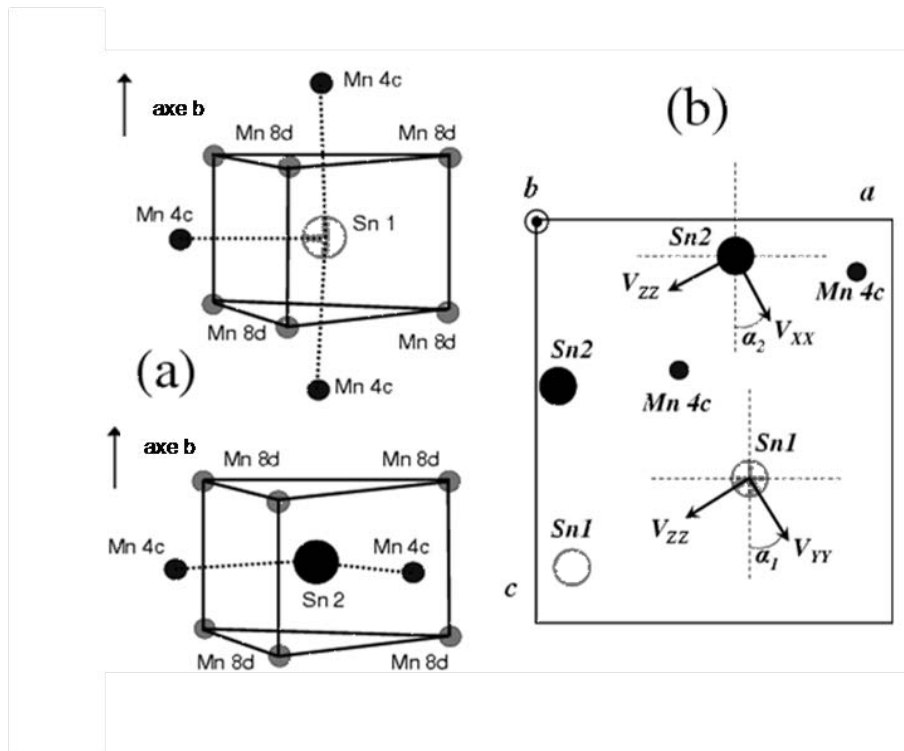 Mn 4c
axe b
Mn 8d
Mn 8d
Mn 4c
Sn 1
Mn 8d
Mn 8d
Mn 4c
(a)
axe b
Mn 8d
Mn 8d
Mn 4c
Mn 4c
Sn 2
Mn 8d
Mn 8d
(b)
b
a
Sn2
V_ZZ
Mn 4c
α_2
V_XX
Sn2
Mn 4c
Sn1
V_ZZ
Sn1
α_1
V_YY
c